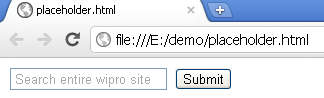 placeholder.html
file:///E:/demo/placeholder.html
Search entire wipro site Submit